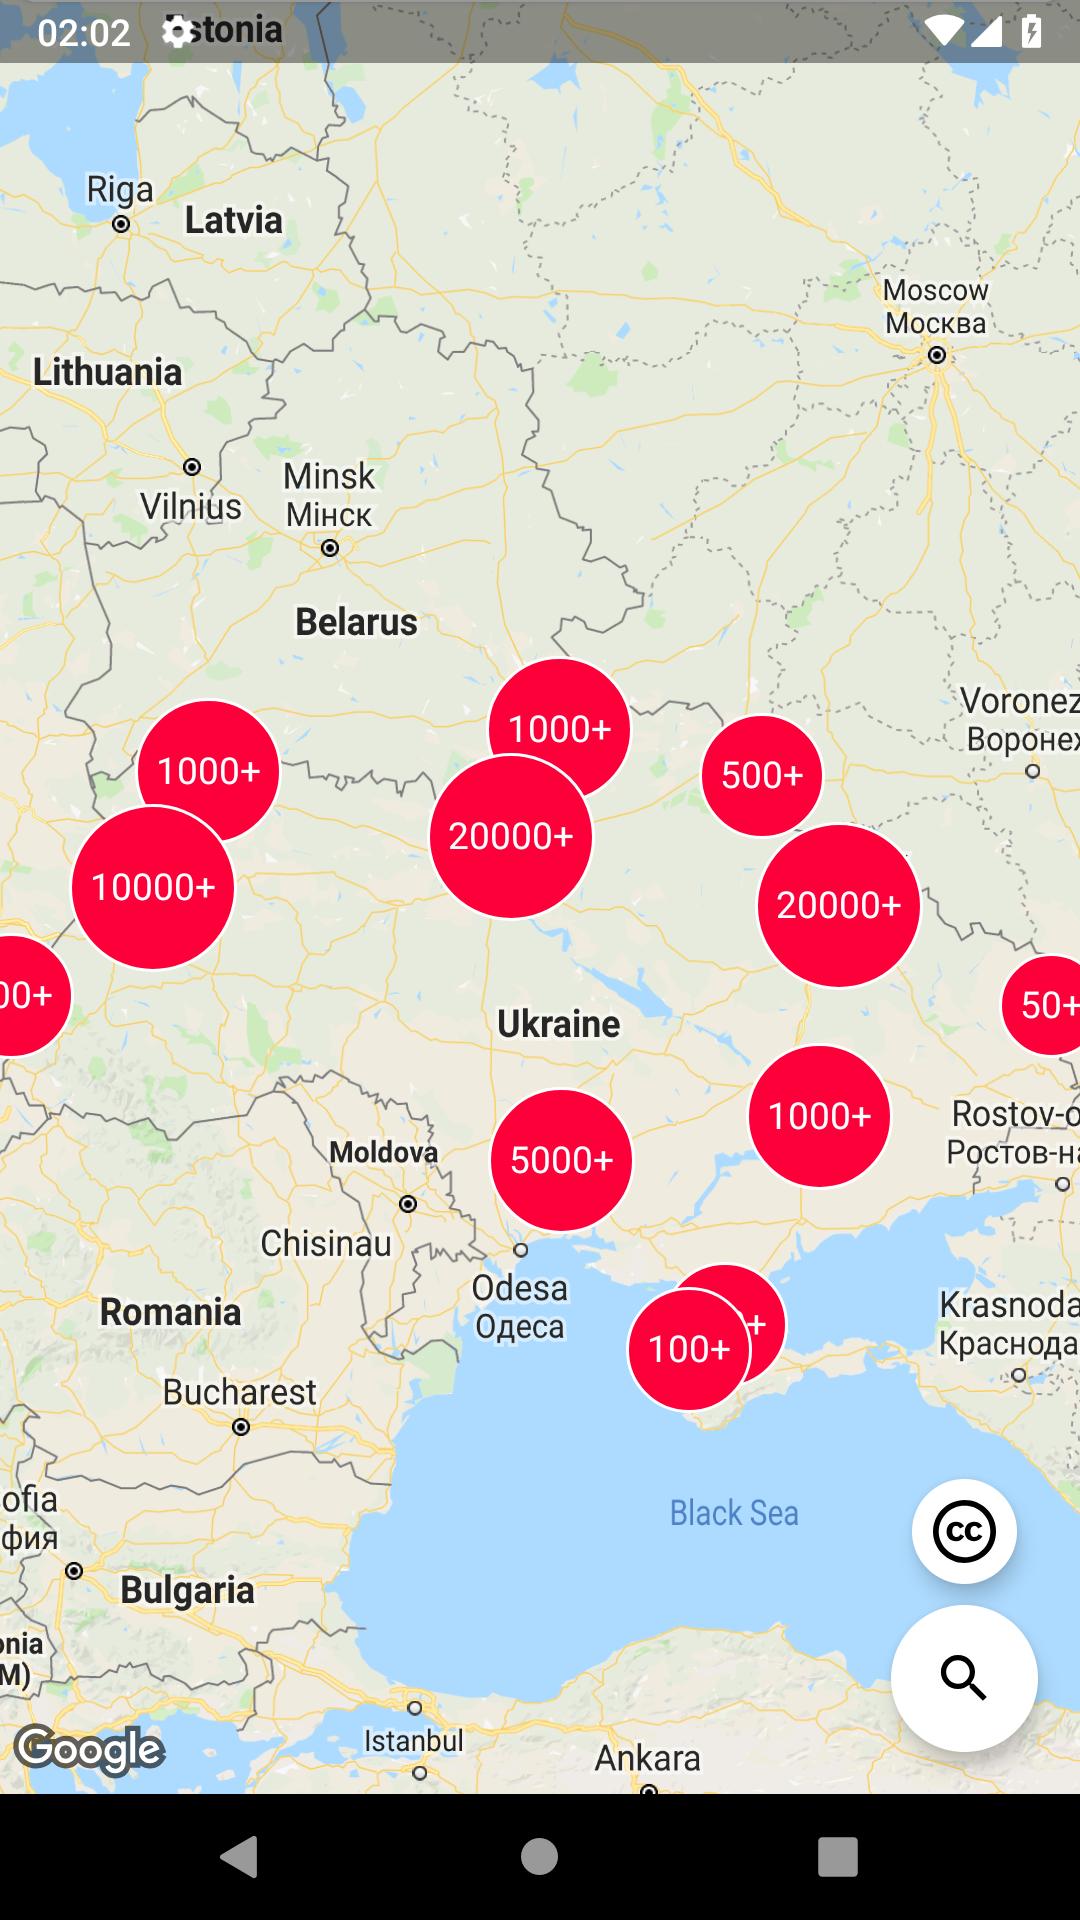 02:02
stonia
Riga
Latvia
Moscow
Москва
Lithuania
Minsk
Мінск
Vilnius
Belarus
Voronez
Воронеж
1000+
1000+
500+
20000+
10000+
20000+
00+
50+
Ukraine
1000+
Rostov-o
Ростов-на
5000+
Moldova
Chisinau
Odesa
Одеса
Romania
+
100+
Krasnoda
Краснода
Bucharest
ofia
фия
Black Sea
cc
Bulgaria
onia
M)
Google
Istanbul
Ankara